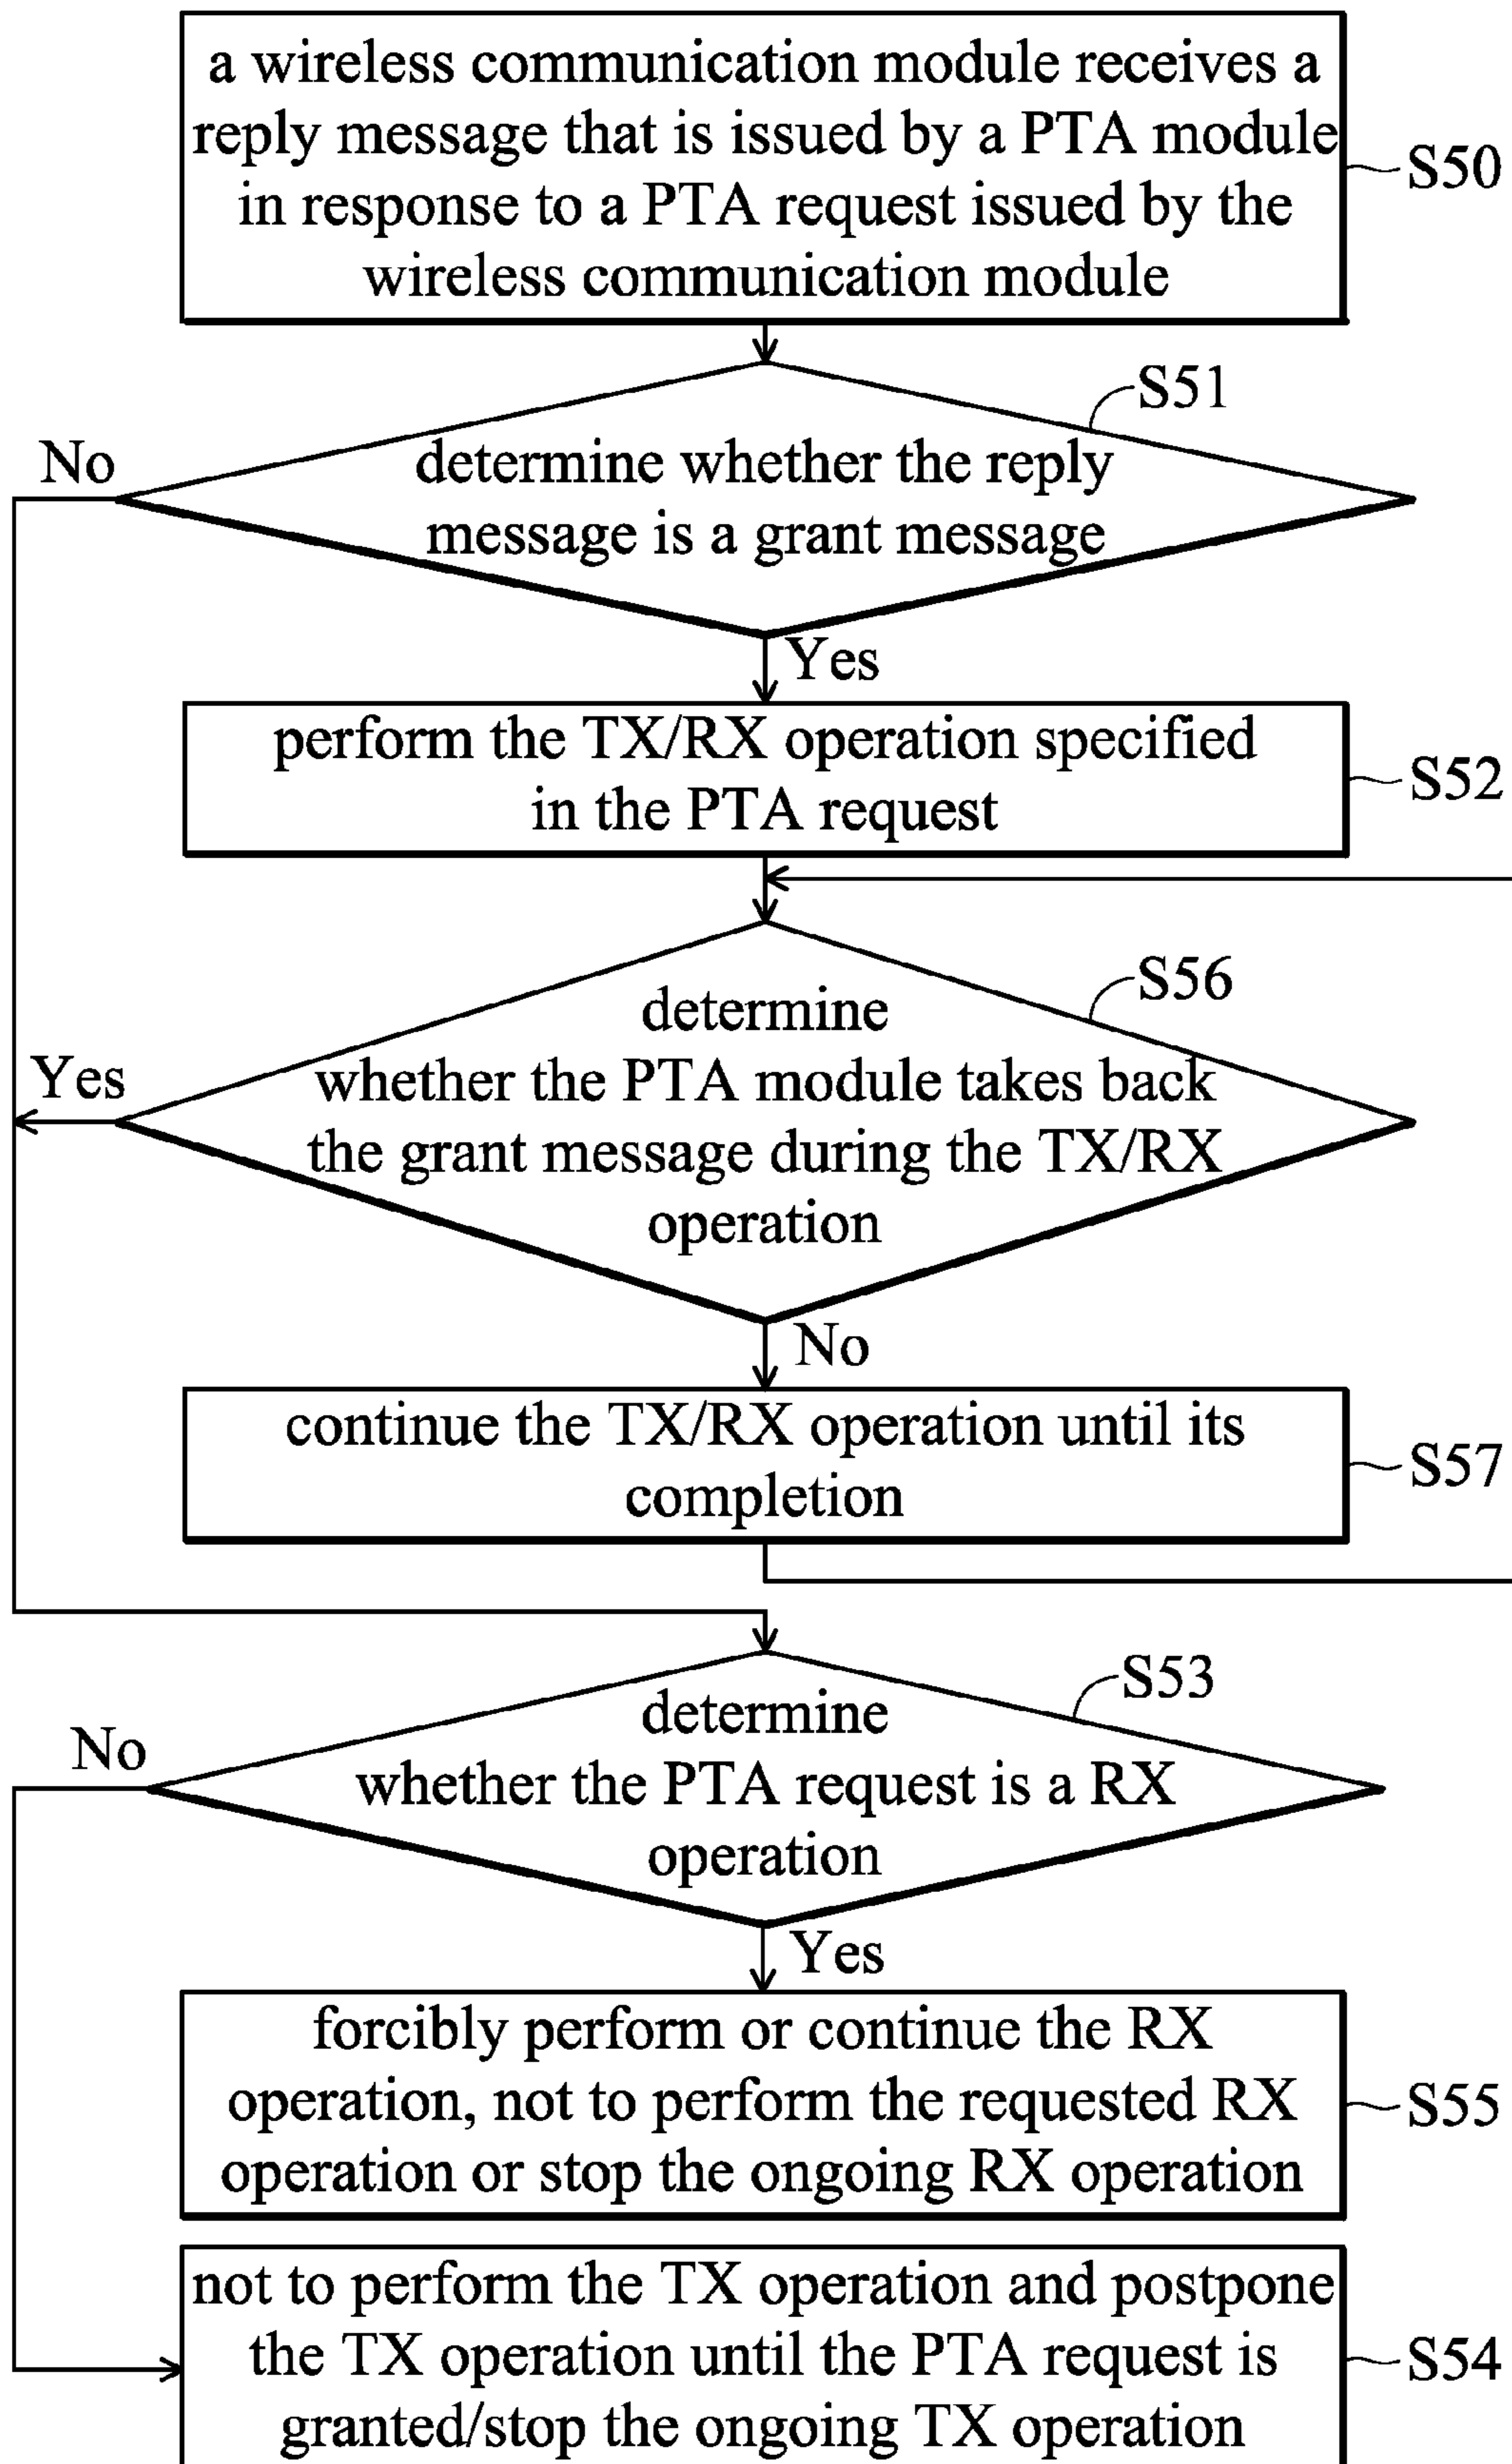 a wireless communication module receives a
reply message that is issued by a PTA module
in response to a PTA request issued by the
wireless communication module
S50
S51
No
determine whether the reply
message is a grant message
Yes
perform the TX/RX operation specified
in the PTA request
S52
S56
determine
Yes
whether the PTA module takes back
the grant message during the TX/RX
operation
No
continue the TX/RX operation until its
completion
S57
S53
determine
No
whether the PTA request is a RX
operation
Yes
forcibly perform or continue the RX
operation, not to perform the requested RX
operation or stop the ongoing RX operation
S55
not to perform the TX operation and postpone
the TX operation until the PTA request is
granted/stop the ongoing TX operation
S54